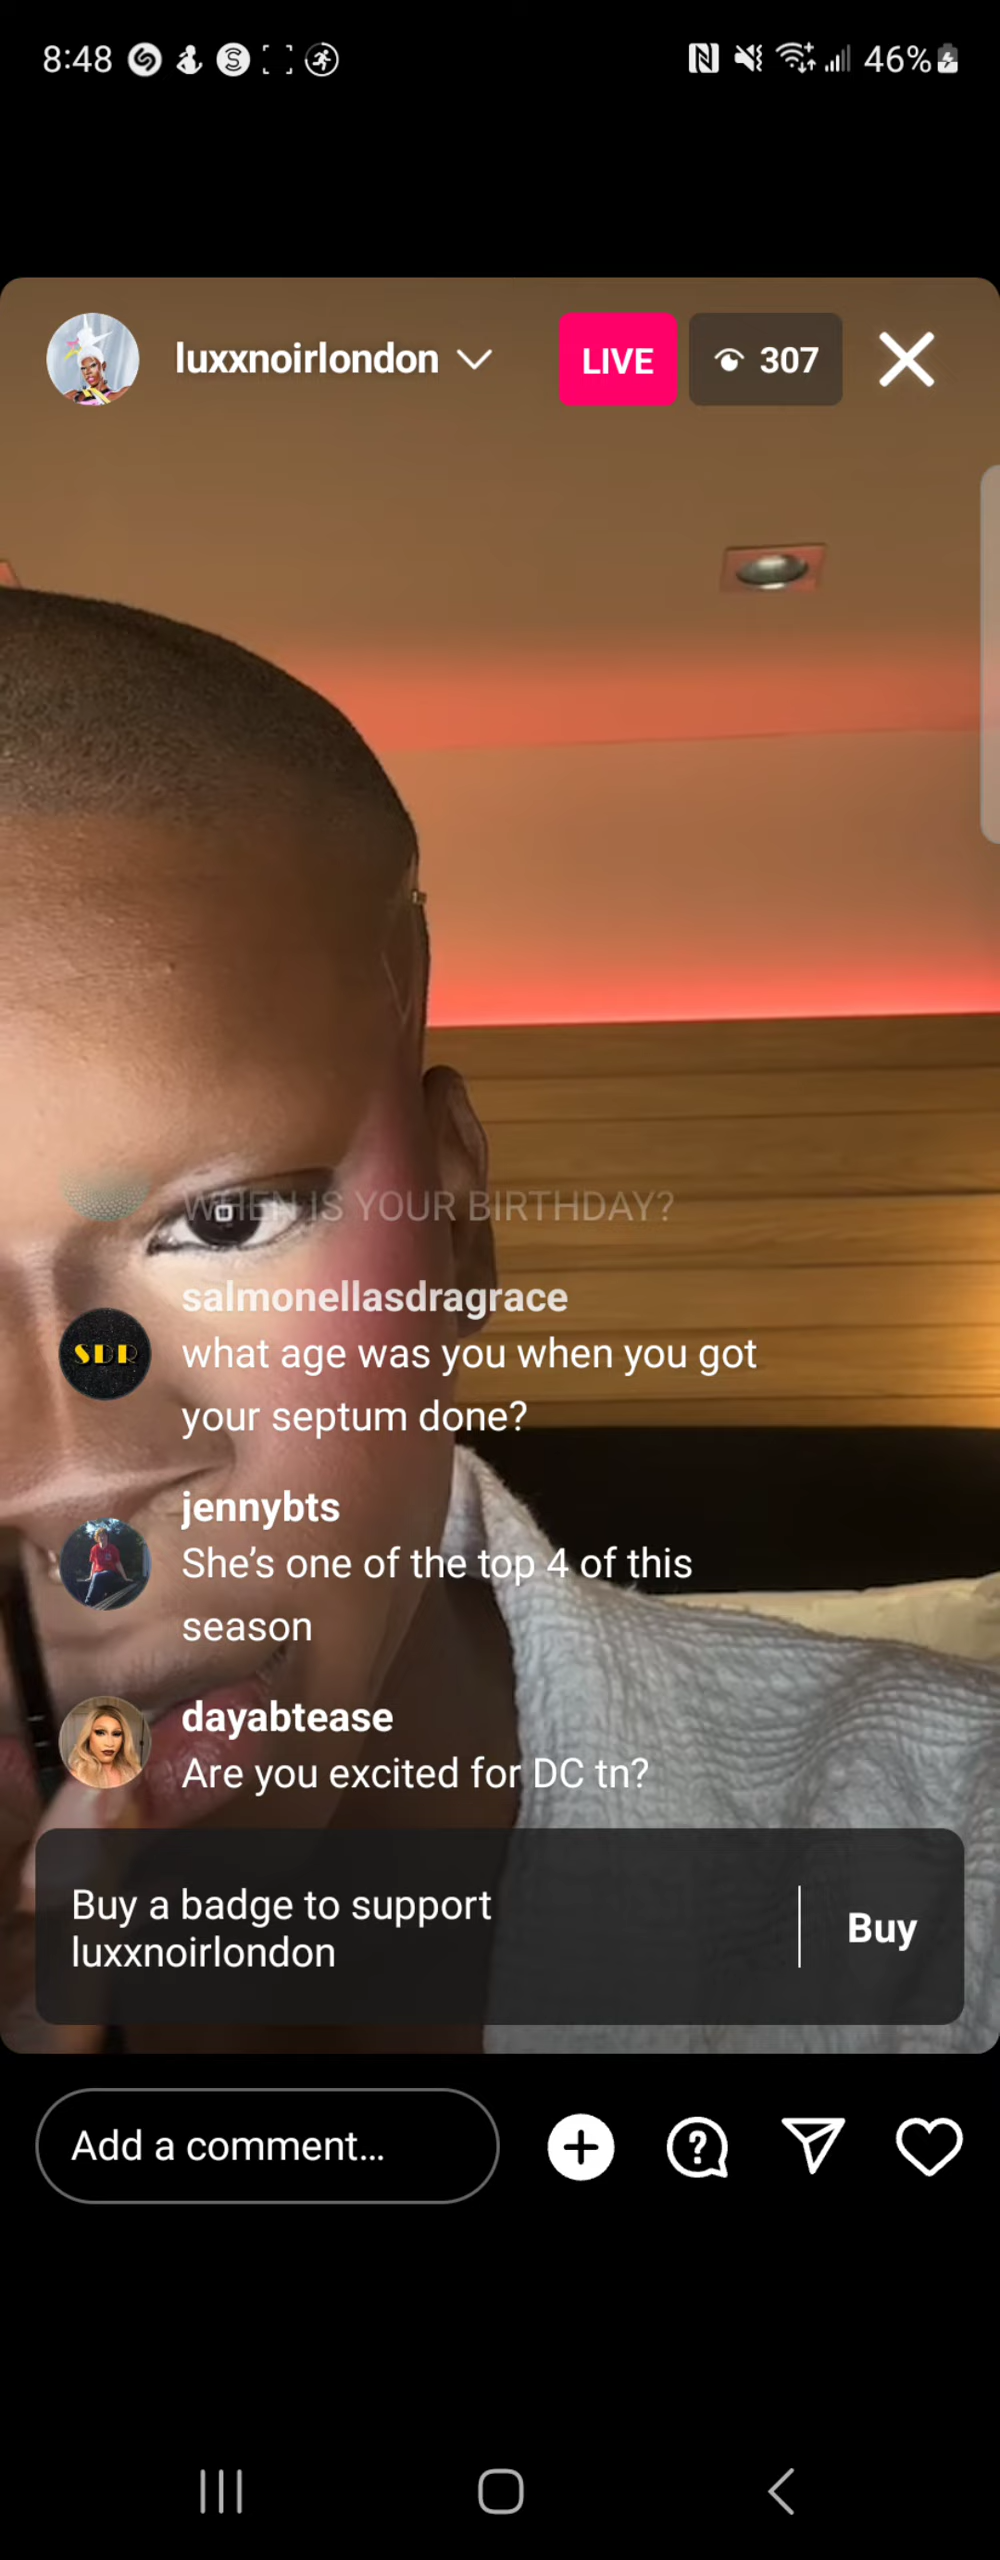 8:48
46%
luxxnoirlondon
LIVE
307
WHEN IS YOUR BIRTHDAY?
salmonellasdragrace
SDR
what age was you when you got
your septum done?
jennybts
She's one of the top 4 of this
season
dayabtease
Are you excited for DC tn?
Buy a badge to support
luxxnoirlondon
Buy
Add a comment...